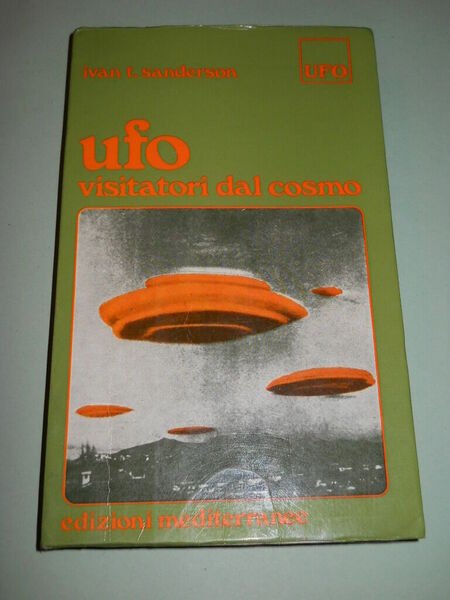 ivan t. sanderson
UFO
ufo
visitatori dal cosmo
edizioni mediterranee